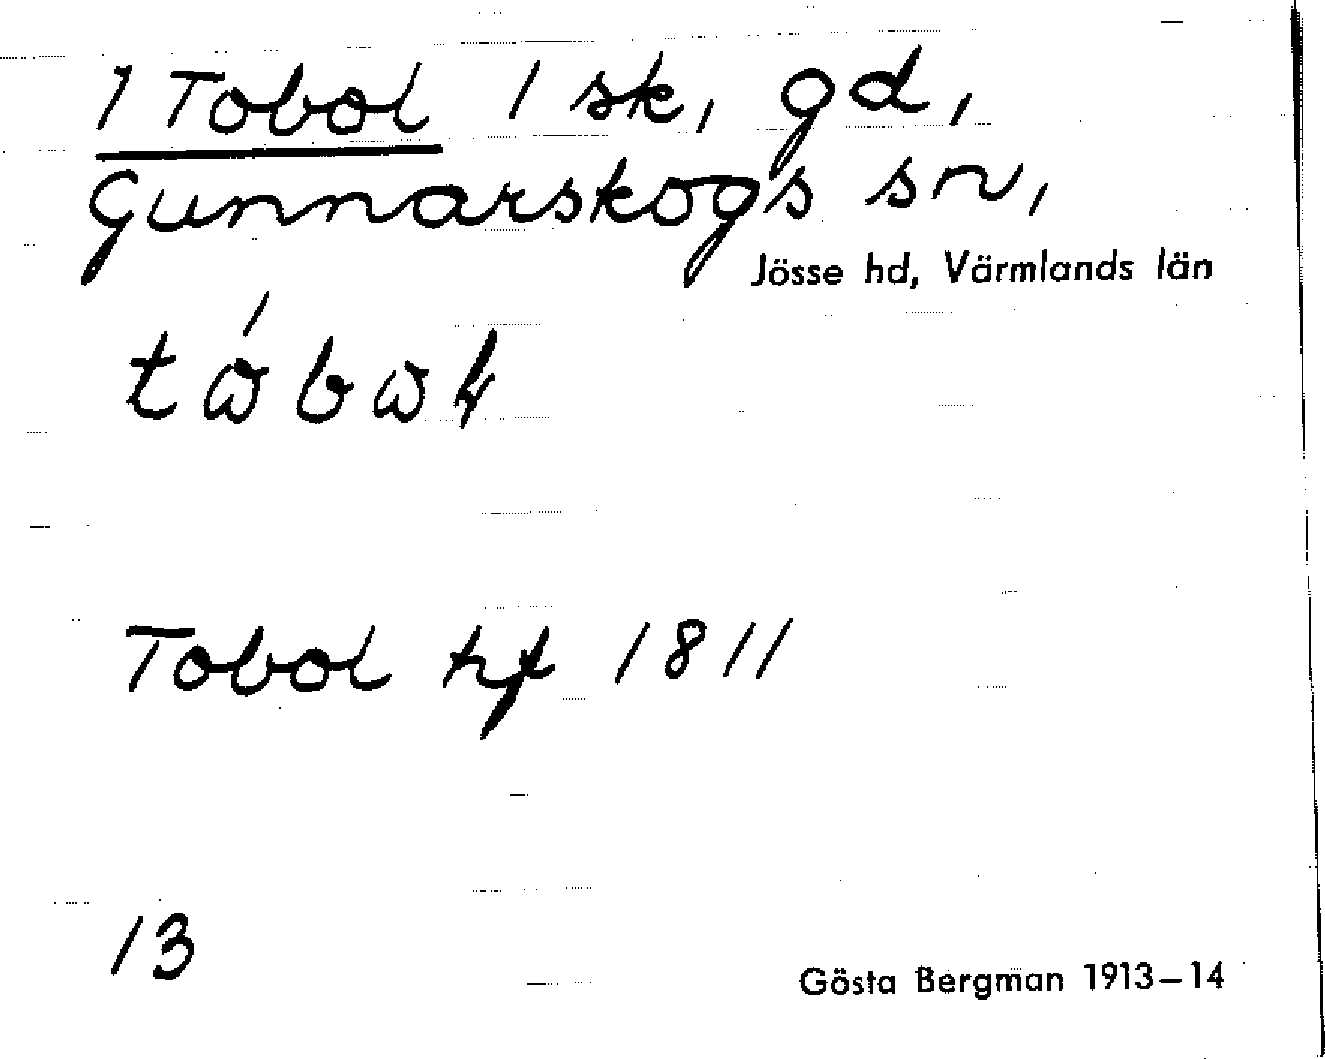 1 Tobol 1 sk, gd,
Gunnarskogs sn,
Jösse hd, Värmlands län
Tobol hf 1811
13
Gösta Bergman 1913–14